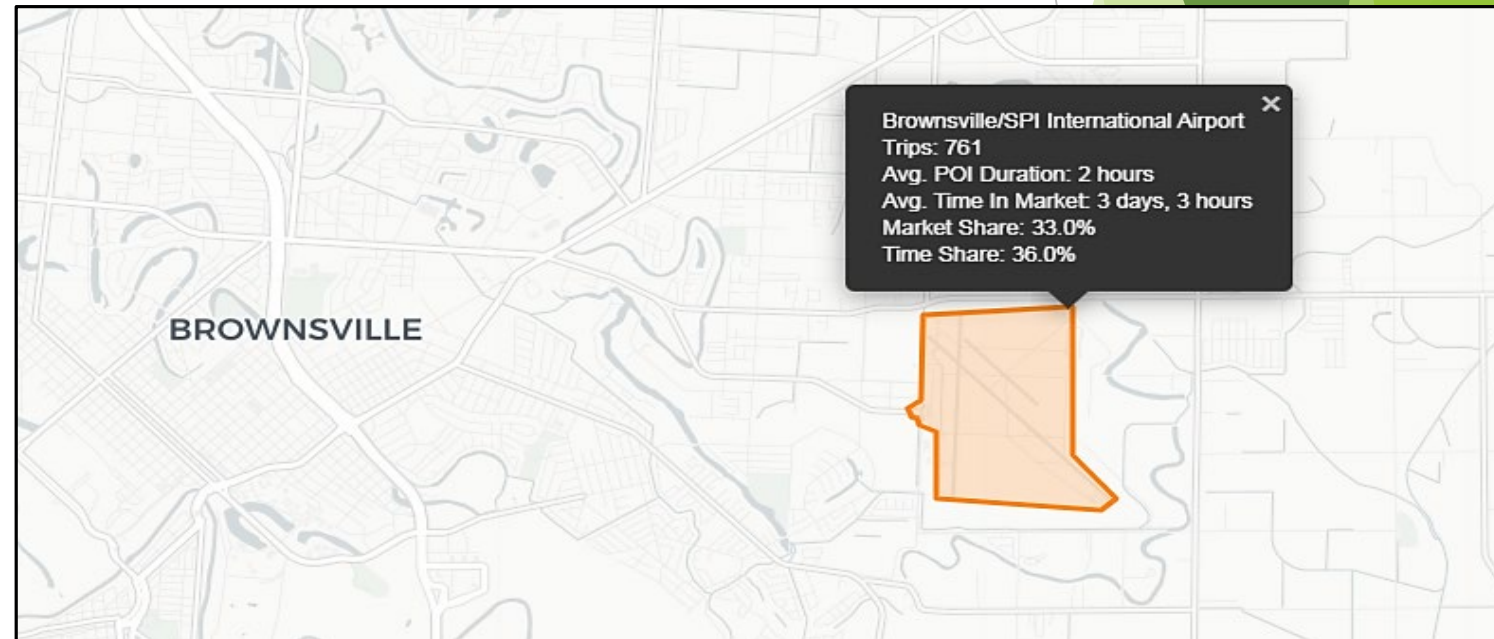 Brownsville/SPI International Airport ×
Trips: 761
Avg. POI Duration: 2 hours
Avg. Time In Market: 3 days, 3 hours
Market Share: 33.0%
Time Share: 36.0%
BROWNSVILLE